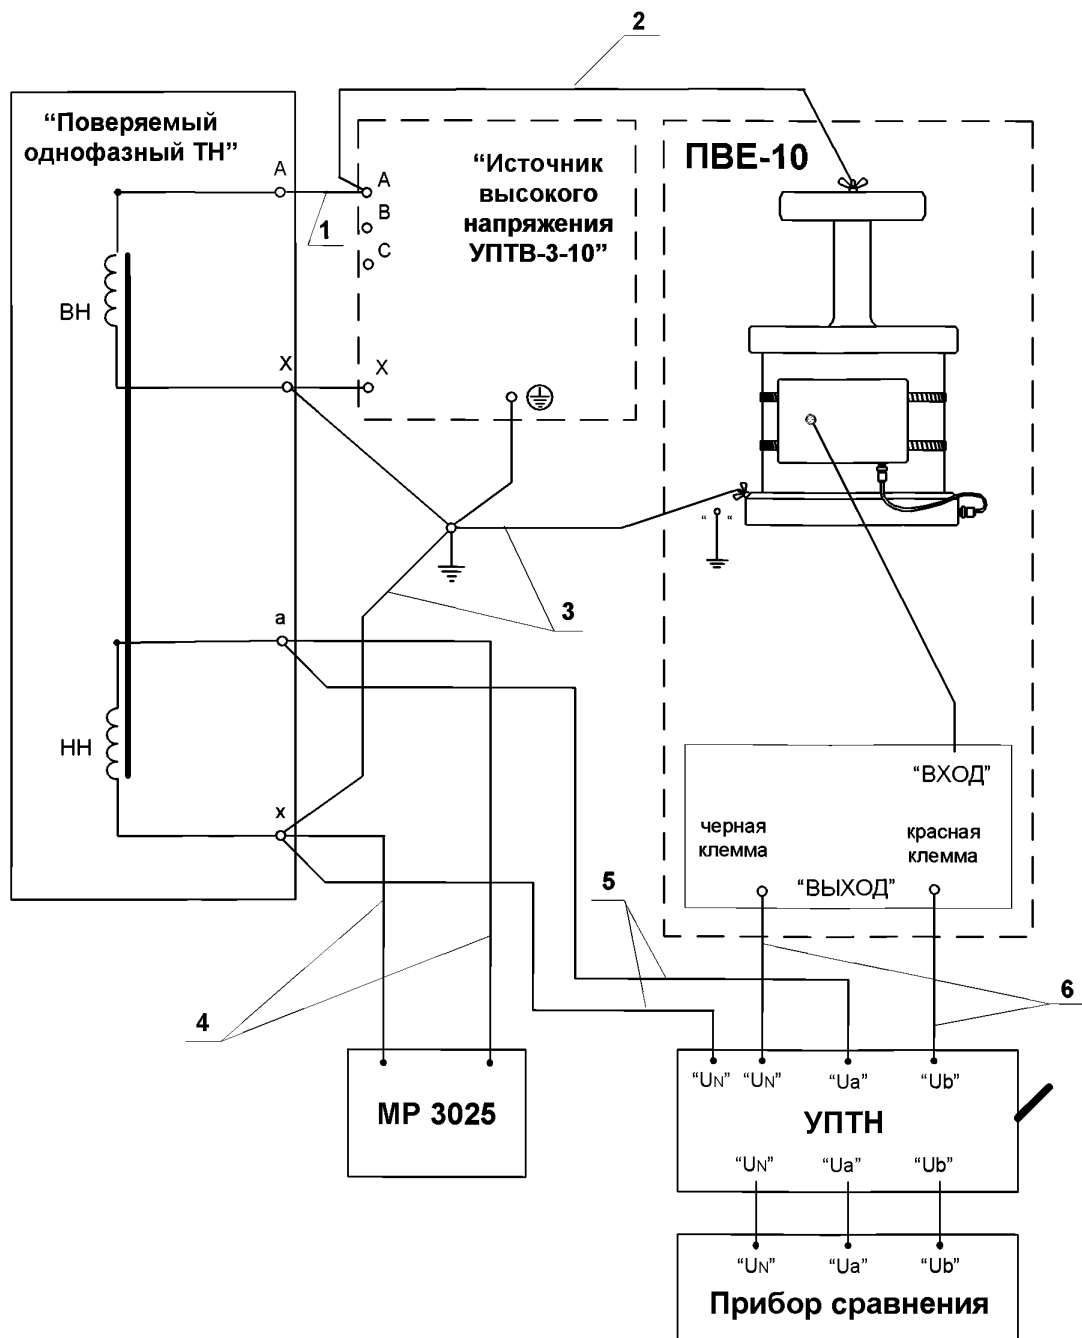 2
“Поверяемый
однофазный ТН”
“Источник
высокого
напряжения
УПТВ-3-10”
ПВЕ-10
A
A
B
C
1
ВН
X
X
“ “
3
a
НН
x
“ВХОД”
черная
клемма
красная
клемма
“ВЫХОД”
5
6
4
МР 3025
“UN” “UN” “Ua” “Ub”
УПТН
“UN” “Ua” “Ub”
“UN” “Ua” “Ub”
Прибор сравнения